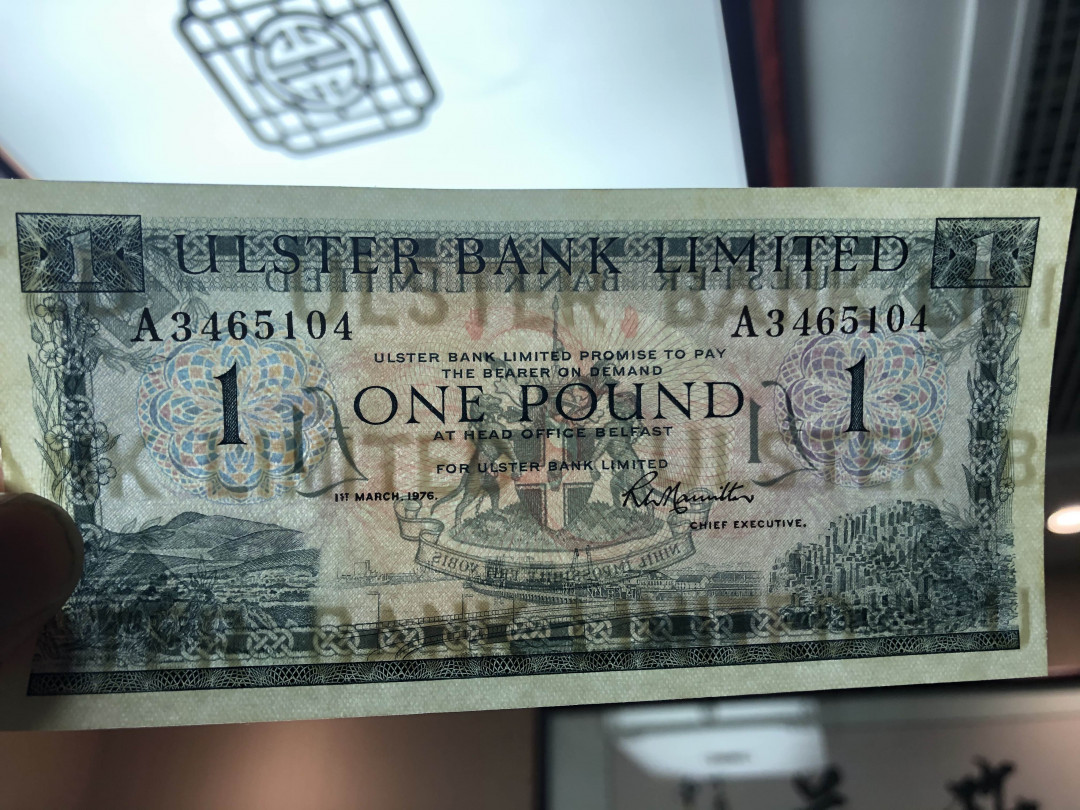 1 ULSTER BANK LIMITED 1
A3465104 A3465104
ULSTER BANK LIMITED PROMISE TO PAY
THE BEARER ON DEMAND
1 ONE POUND 1
AT HEAD OFFICE BELFAST
FOR ULSTER BANK LIMITED
1ST MARCH, 1976.
CHIEF EXECUTIVE.